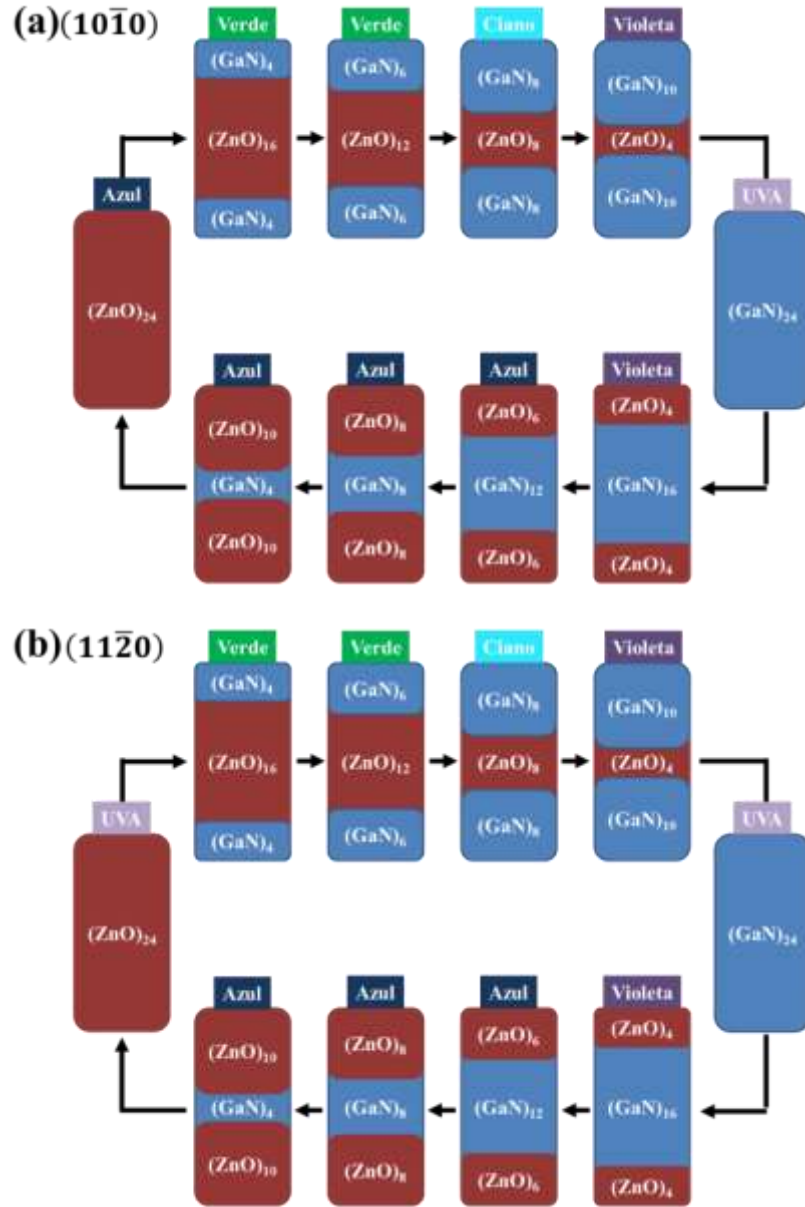 (a)(101̅0)
Verde Verde Ciano Violeta
(GaN)₄ (GaN)₆ (GaN)₈ (GaN)₁₀
(ZnO)₁₆ (ZnO)₁₂ (ZnO)₈ (ZnO)₄
(GaN)₄ (GaN)₆ (GaN)₈ (GaN)₁₀
Azul UVA
(ZnO)₂₄ (GaN)₂₄
Azul Azul Azul Violeta
(ZnO)₁₀ (ZnO)₈ (ZnO)₆ (ZnO)₄
(GaN)₄ (GaN)₈ (GaN)₁₂ (GaN)₁₆
(ZnO)₁₀ (ZnO)₈ (ZnO)₆ (ZnO)₄
(b)(112̅0)
Verde Verde Ciano Violeta
(GaN)₄ (GaN)₆ (GaN)₈ (GaN)₁₀
(ZnO)₁₆ (ZnO)₁₂ (ZnO)₈ (ZnO)₄
(GaN)₄ (GaN)₆ (GaN)₈ (GaN)₁₀
UVA UVA
(ZnO)₂₄ (GaN)₂₄
Azul Azul Azul Violeta
(ZnO)₁₀ (ZnO)₈ (ZnO)₆ (ZnO)₄
(GaN)₄ (GaN)₈ (GaN)₁₂ (GaN)₁₆
(ZnO)₁₀ (ZnO)₈ (ZnO)₆ (ZnO)₄